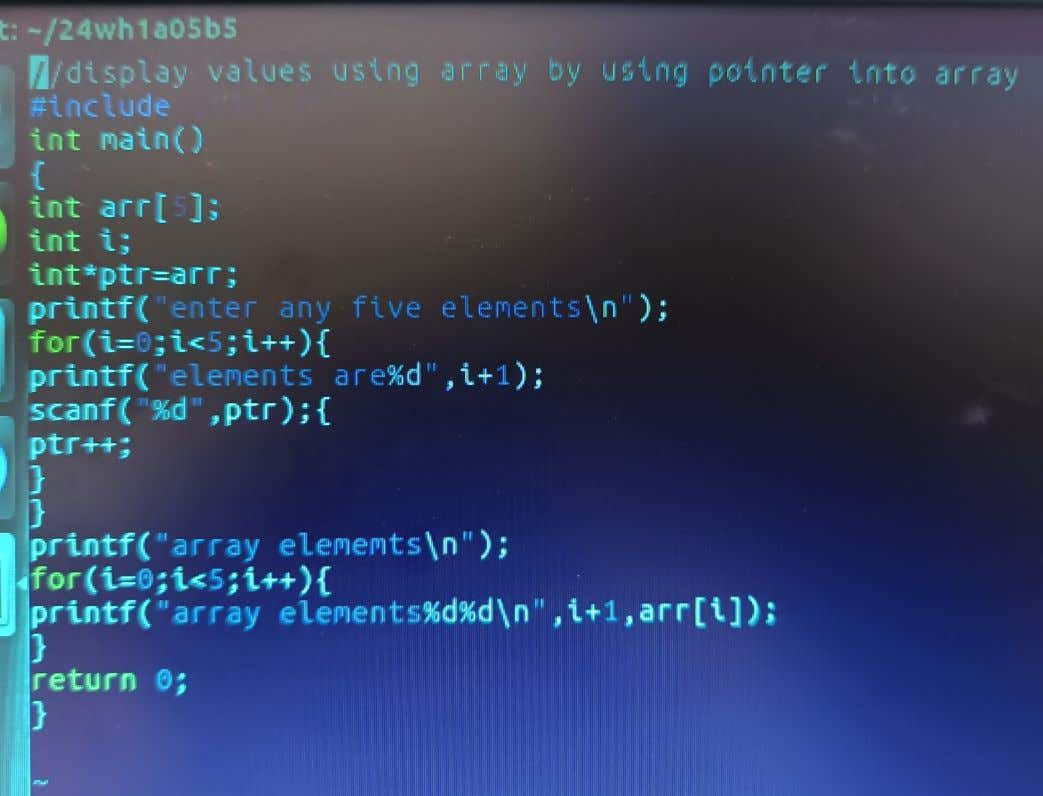 t: ~/24wh1a05b5
//display values using array by using pointer into array
#include
int main()
{
int arr[5];
int i;
int*ptr=arr;
printf("enter any five elements\n");
for(i=0;i<5;i++){
printf("elements are%d",i+1);
scanf("%d",ptr);{
ptr++;
}
}
printf("array elememts\n");
for(i=0;i<5;i++){
printf("array elements%d%d\n",i+1,arr[i]);
}
return 0;
}
~